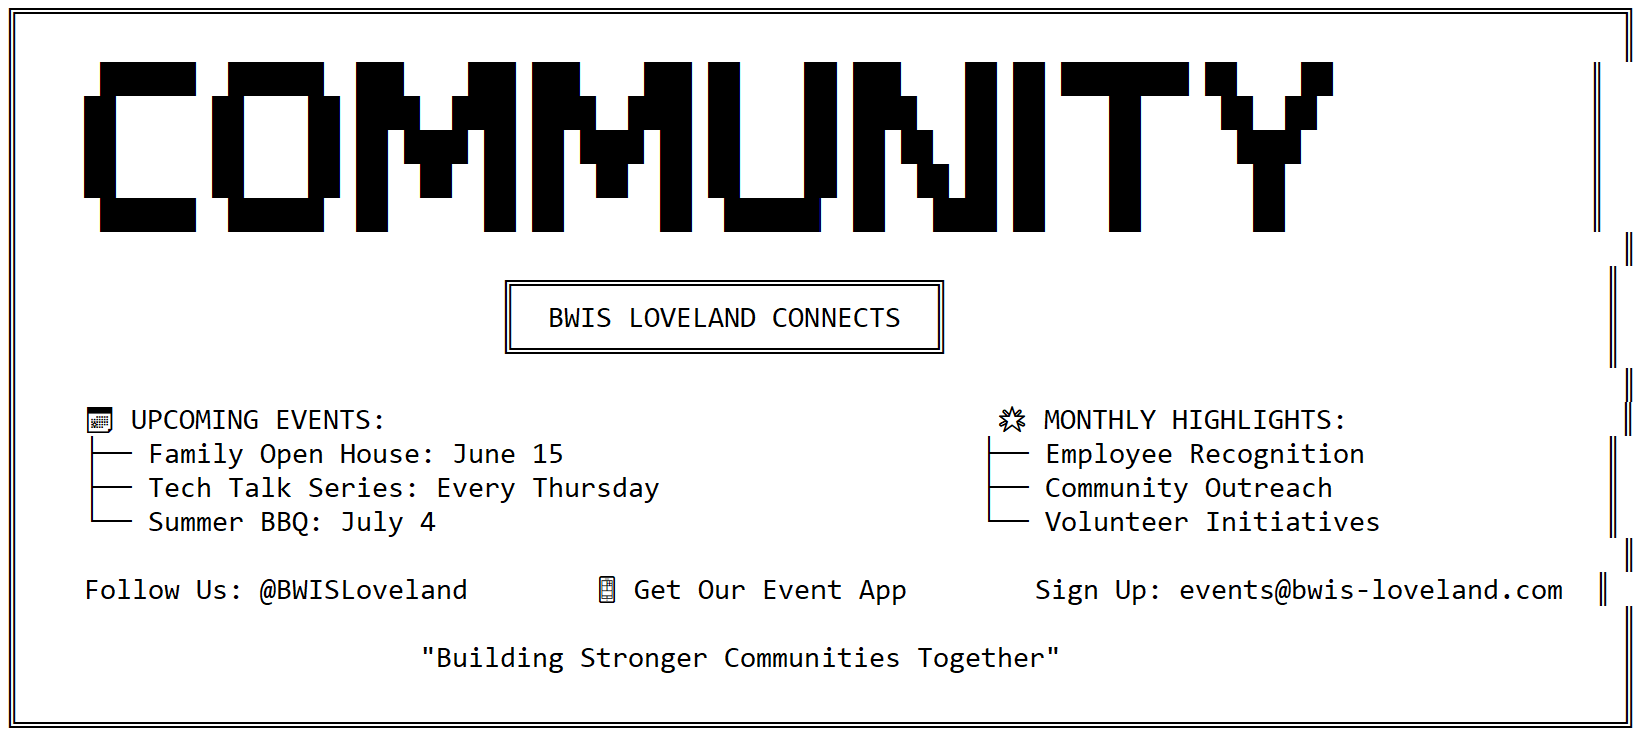 COMMUNITY
BWIS LOVELAND CONNECTS
UPCOMING EVENTS:
Family Open House: June 15
Tech Talk Series: Every Thursday
Summer BBQ: July 4
MONTHLY HIGHLIGHTS:
Employee Recognition
Community Outreach
Volunteer Initiatives
Follow Us: @BWISLoveland
Get Our Event App
Sign Up: events@bwis-loveland.com
"Building Stronger Communities Together"